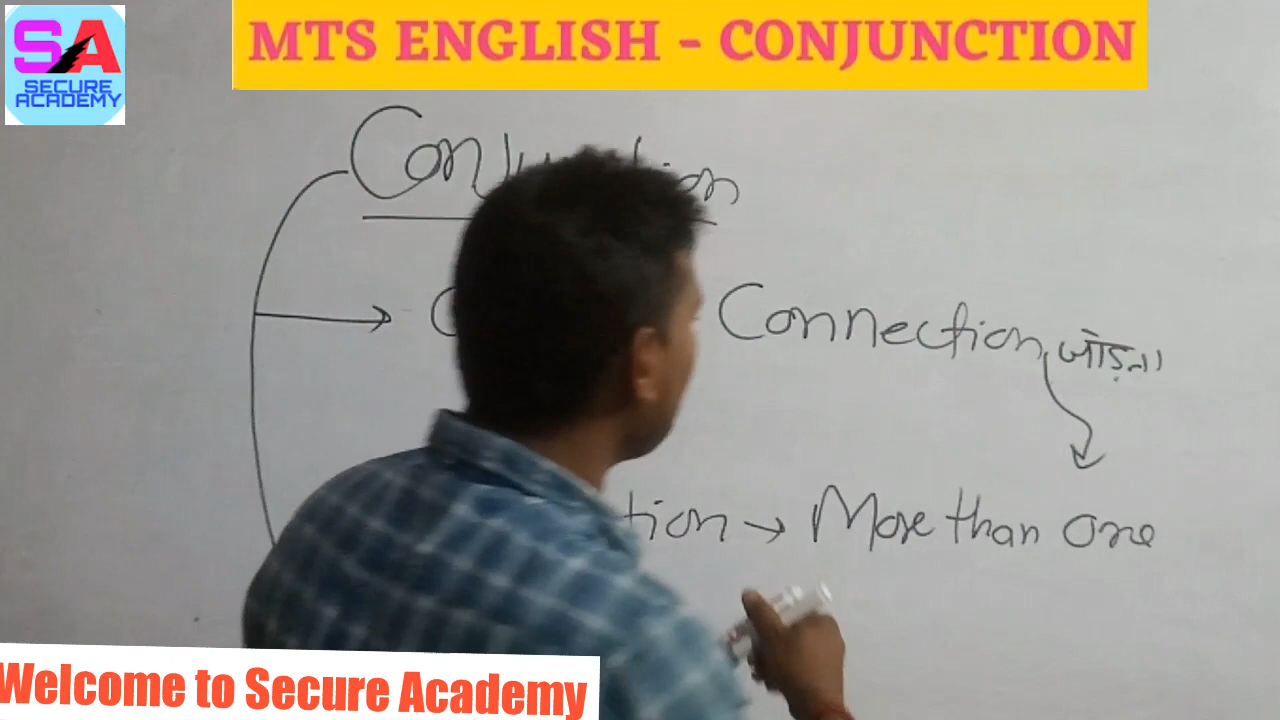 MTS ENGLISH - CONJUNCTION
SA
SECURE
ACADEMY
Connection जोड़ना
More than one
Welcome to Secure Academy